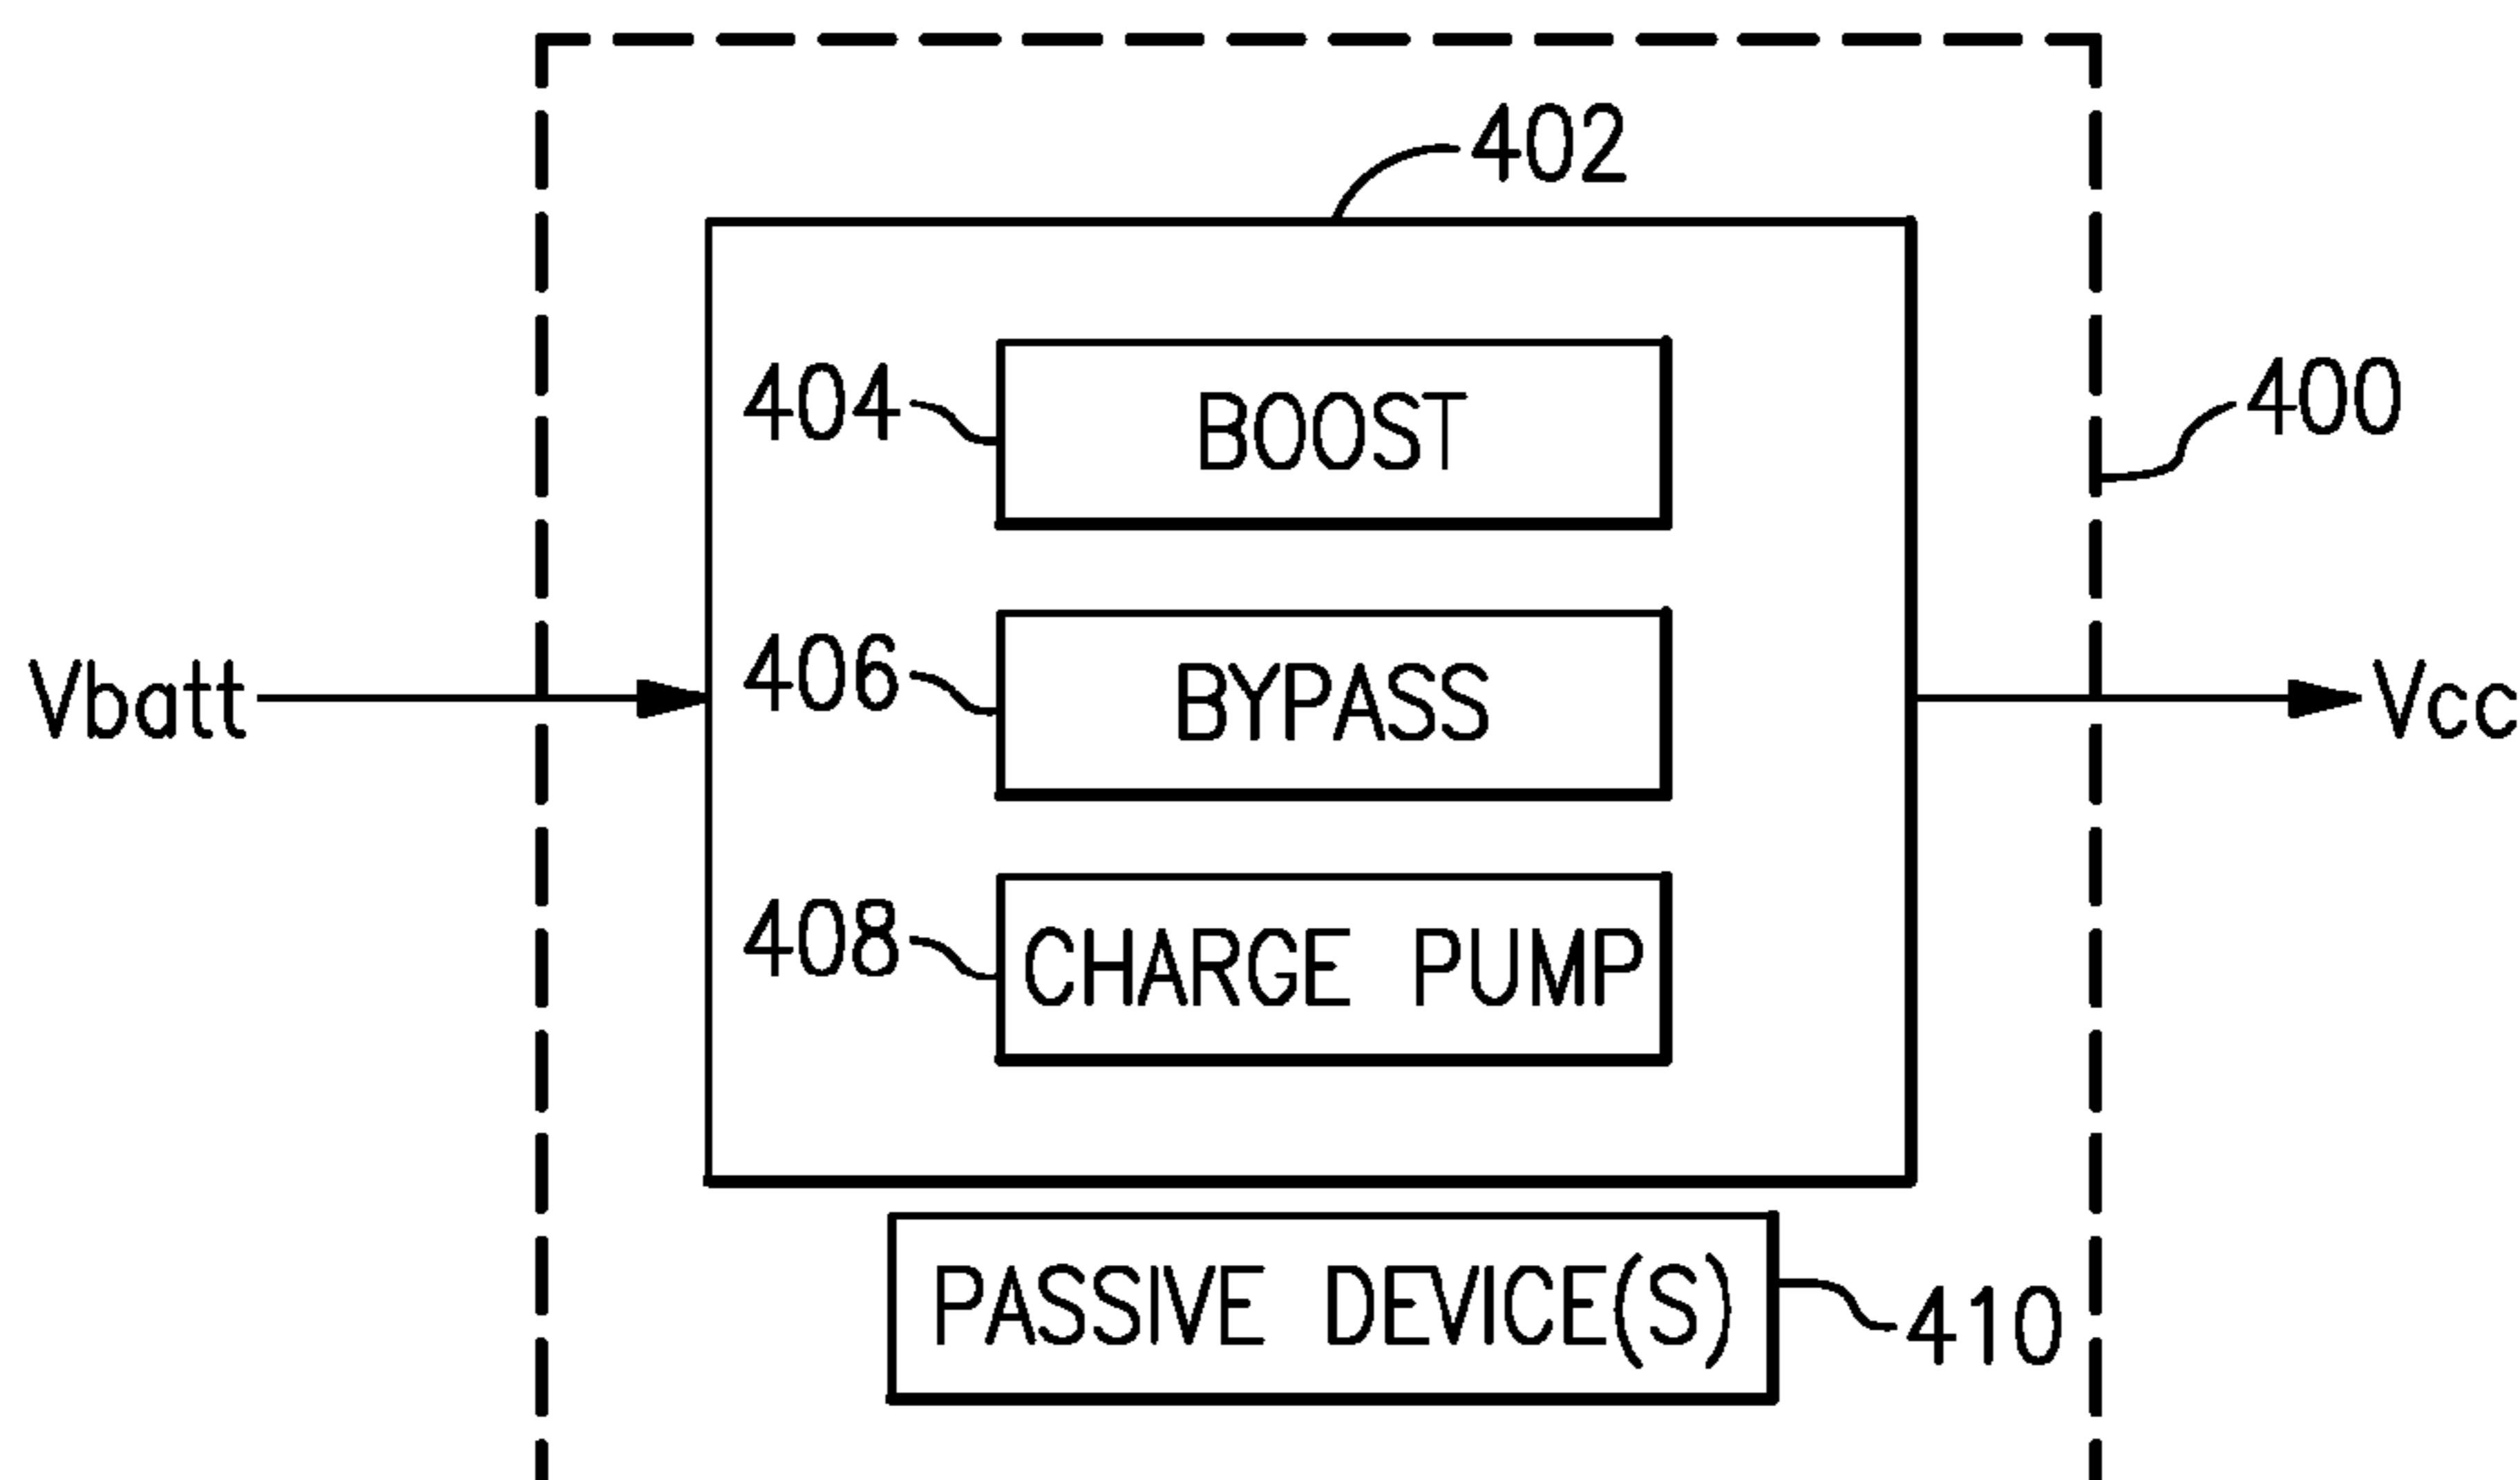 402
404
BOOST
400
Vbatt
406
BYPASS
Vcc
408
CHARGE PUMP
PASSIVE DEVICE(S)
410